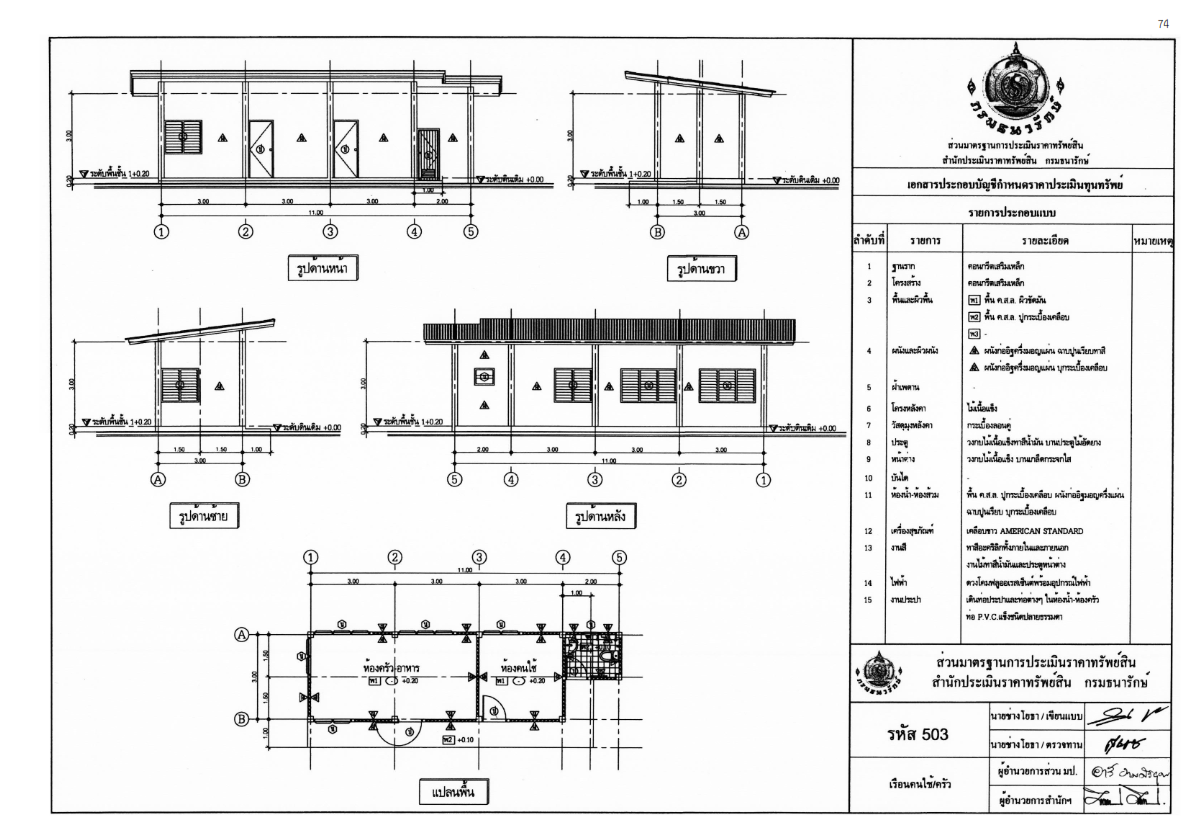 74
3.00
0.20
ระดับพื้นชั้น 1+0.20
ระดับดินเดิม +0.00
1.00
3.00 3.00 3.00 2.00
11.00
1 2 3 4 5
รูปด้านหน้า
3.00
0.20
ระดับพื้นชั้น 1+0.20
ระดับดินเดิม +0.00
1.00 1.50 1.50
3.00
B A
รูปด้านขวา
3.00
0.20
ระดับพื้นชั้น 1+0.20
ระดับดินเดิม +0.00
1.50 1.50 1.00
3.00
A B
รูปด้านซ้าย
3.00
0.20
ระดับพื้นชั้น 1+0.20
ระดับดินเดิม +0.00
2.00 3.00 3.00 3.00
11.00
5 4 3 2 1
รูปด้านหลัง
1 2 3 4 5
11.00
3.00 3.00 3.00 2.00
1.00
A
1.50
3.00
1.50
B
1.00
ห้องครัว-อาหาร
พ1 - +0.20
ห้องคนใช้
พ1 - +0.20
พ2 +0.10
แปลนพื้น
กรมธนารักษ์
ส่วนมาตรฐานการประเมินราคาทรัพย์สิน
สำนักประเมินราคาทรัพย์สิน กรมธนารักษ์
เอกสารประกอบบัญชีกำหนดราคาประเมินทุนทรัพย์
รายการประกอบแบบ
ลำดับที่ รายการ รายละเอียด หมายเหตุ
1 ฐานราก คอนกรีตเสริมเหล็ก
2 โครงสร้าง คอนกรีตเสริมเหล็ก
3 พื้นและผิวพื้น พ1 พื้น ค.ส.ล. ผิวขัดมัน
พ2 พื้น ค.ส.ล. ปูกระเบื้องเคลือบ
พ3 -
4 ผนังและผิวผนัง ผนังก่ออิฐครึ่งมอญแผ่น ฉาบปูนเรียบทาสี
ผนังก่ออิฐครึ่งมอญแผ่น บุกระเบื้องเคลือบ
5 ฝ้าเพดาน -
6 โครงหลังคา ไม้เนื้อแข็ง
7 วัสดุมุงหลังคา กระเบื้องลอนคู่
8 ประตู วงกบไม้เนื้อแข็งทาสีน้ำมัน บานประตูไม้อัดยาง
9 หน้าต่าง วงกบไม้เนื้อแข็ง บานเกล็ดกระจกใส
10 บันได -
11 ห้องน้ำ-ห้องส้วม พื้น ค.ส.ล. ปูกระเบื้องเคลือบ ผนังก่ออิฐมอญครึ่งแผ่น
ฉาบปูนเรียบ บุกระเบื้องเคลือบ
12 เครื่องสุขภัณฑ์ เคลือบขาว AMERICAN STANDARD
13 งานสี ทาสีอะคริลิกทั้งภายในและภายนอก
งานไม้ทาสีน้ำมันและประตูหน้าต่าง
14 ไฟฟ้า ดวงโคมฟลูออเรสเซ็นต์พร้อมอุปกรณ์ไฟฟ้า
15 งานประปา เดินท่อประปาและท่อต่างๆ ในห้องน้ำ-ห้องครัว
ท่อ P.V.C.แข็งชนิดปลายธรรมดา
กรมธนารักษ์
ส่วนมาตรฐานการประเมินราคาทรัพย์สิน
สำนักประเมินราคาทรัพย์สิน กรมธนารักษ์
รหัส 503
เรือนคนใช้/ครัว
นายช่างโยธา / เขียนแบบ
นายช่างโยธา / ตรวจทาน
ผู้อำนวยการส่วน มป.
ผู้อำนวยการสำนักฯ